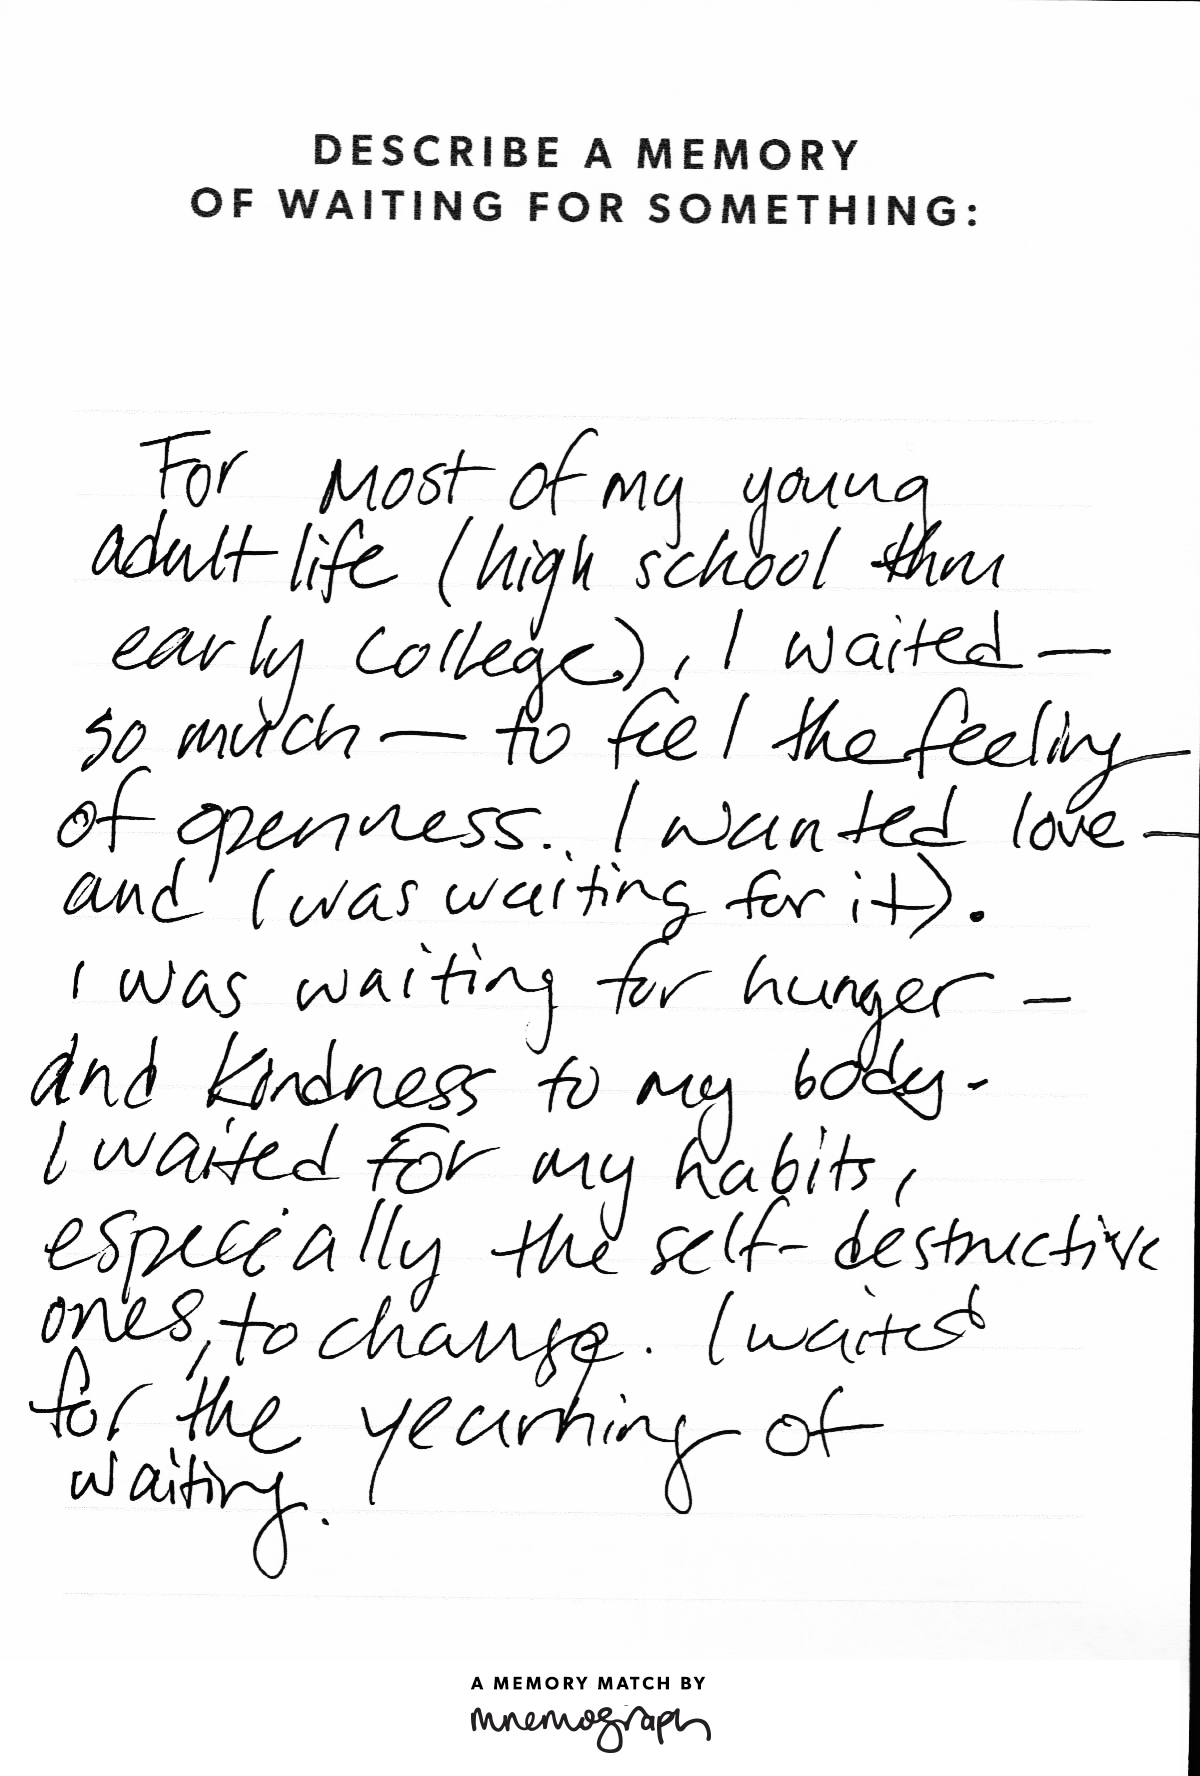 DESCRIBE A MEMORY
OF WAITING FOR SOMETHING:
For most of my young
adult life (high school thru
early college), I waited —
so much — to feel the feeling
of openness. I wanted love —
and (was waiting for it).
I was waiting for hunger —
and kindness to my body.
I waited for my habits,
especially the self-destructive
ones, to change. I waited
for the yearning of
waiting.
A MEMORY MATCH BY
mnemograph